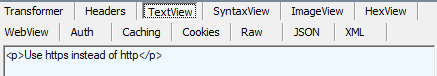 Transformer Headers TextView SyntaxView ImageView HexView
WebView Auth Caching Cookies Raw JSON XML
<p>Use https instead of http</p>